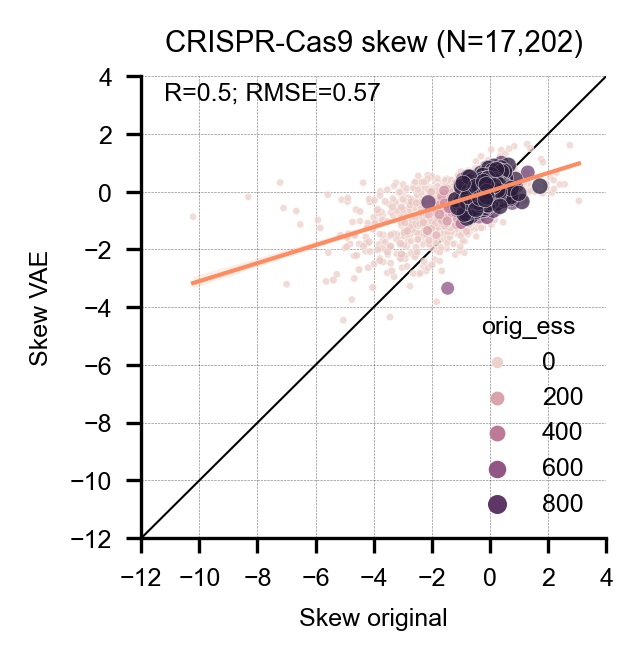 CRISPR-Cas9 skew (N=17,202)
R=0.5; RMSE=0.57
4
2
0
−2
−4
−6
−8
−10
−12
Skew VAE
orig_ess
0
200
400
600
800
−12 −10 −8 −6 −4 −2 0 2 4
Skew original